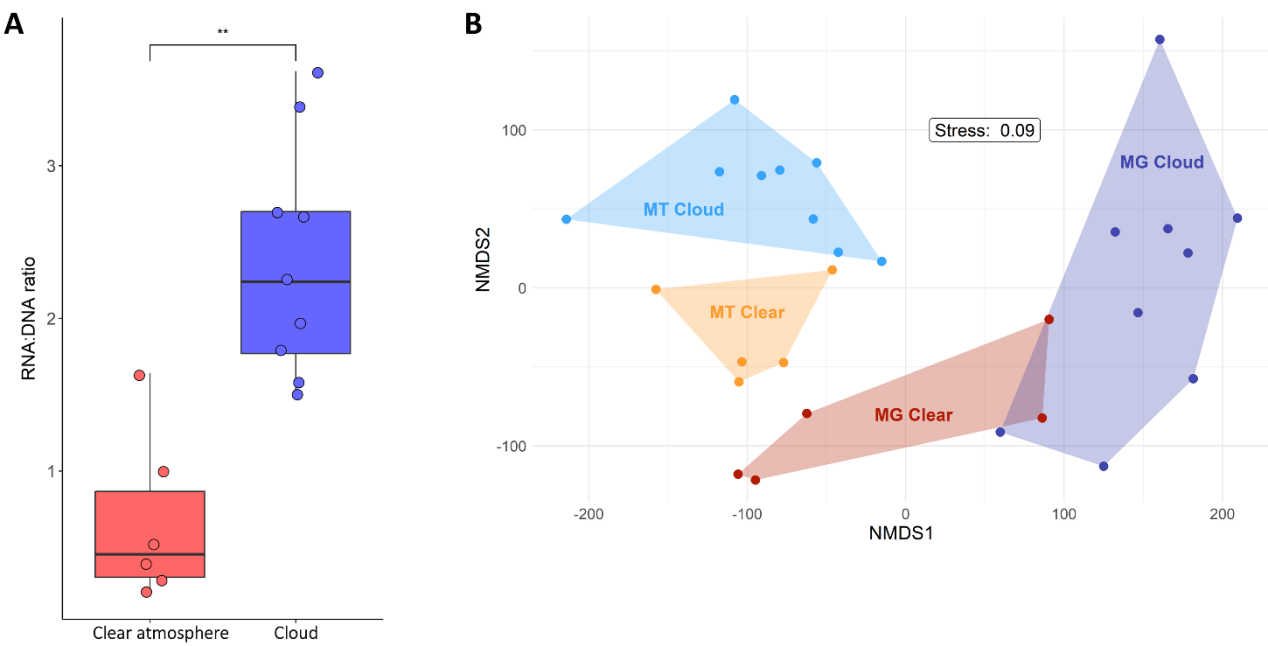 A
**
3
2
1
RNA:DNA ratio
Clear atmosphere
Cloud
B
100
0
-100
NMDS2
Stress: 0.09
MG Cloud
MT Cloud
MT Clear
MG Clear
-200
-100
0
100
200
NMDS1